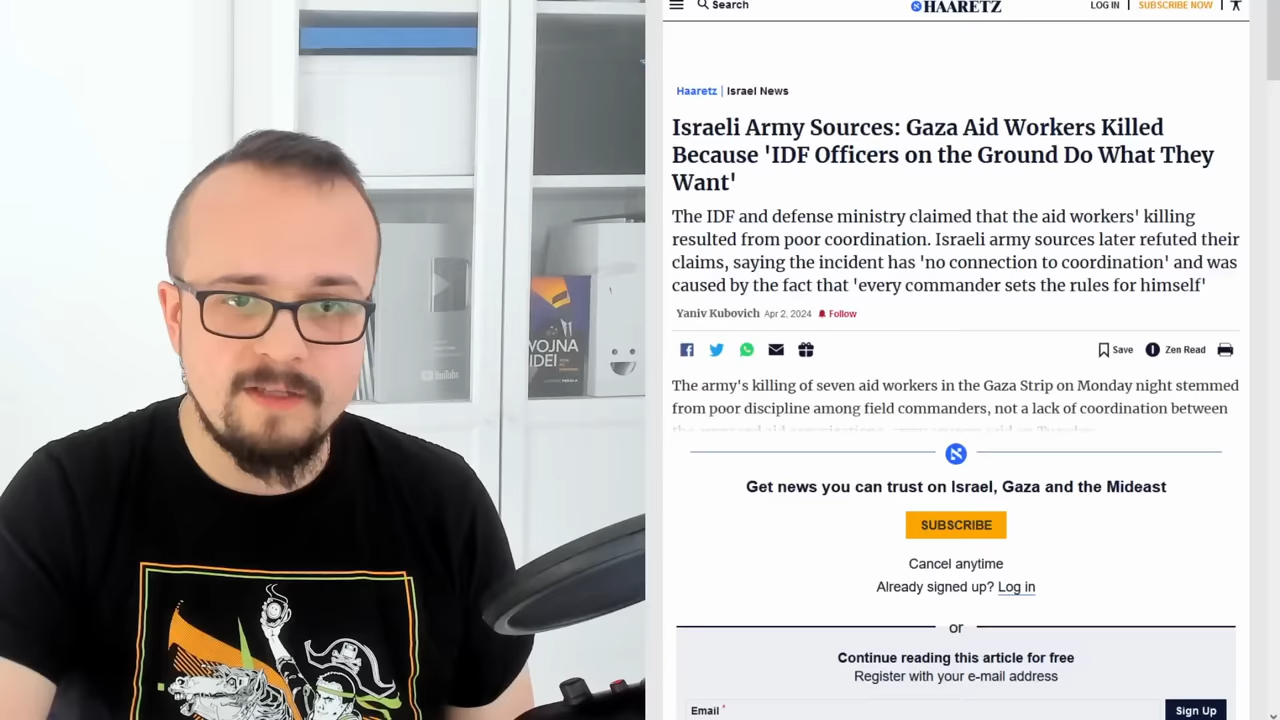 Search
HAARETZ
LOG IN
SUBSCRIBE NOW
Haaretz | Israel News
Israeli Army Sources: Gaza Aid Workers Killed
Because 'IDF Officers on the Ground Do What They
Want'
The IDF and defense ministry claimed that the aid workers' killing
resulted from poor coordination. Israeli army sources later refuted their
claims, saying the incident has 'no connection to coordination' and was
caused by the fact that 'every commander sets the rules for himself'
Yaniv Kubovich Apr 2, 2024 Follow
Save
Zen Read
The army's killing of seven aid workers in the Gaza Strip on Monday night stemmed
from poor discipline among field commanders, not a lack of coordination between
Get news you can trust on Israel, Gaza and the Mideast
SUBSCRIBE
Cancel anytime
Already signed up? Log in
or
Continue reading this article for free
Register with your e-mail address
Email *
Sign Up
WOJNA
IDEI
YouTube